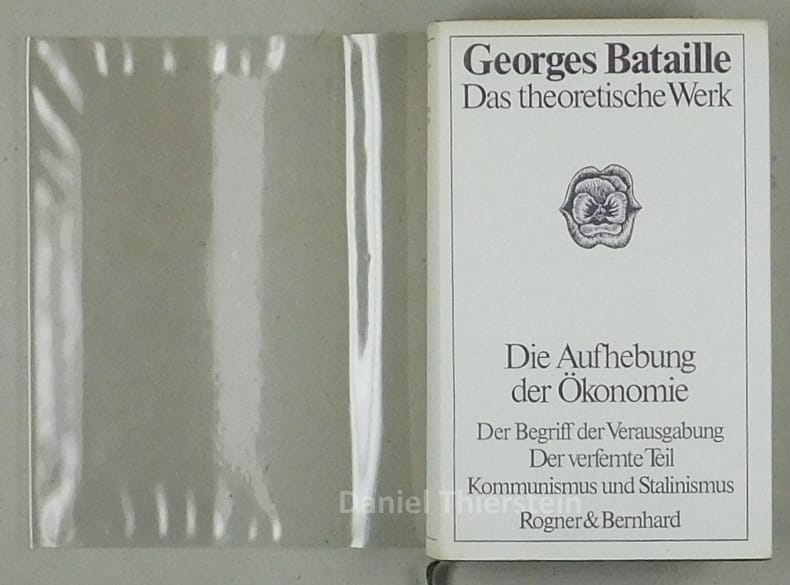 Georges Bataille
Das theoretische Werk
Die Aufhebung
der Ökonomie
Der Begriff der Verausgabung
Der verfemte Teil
Kommunismus und Stalinismus
Rogner & Bernhard
Daniel Thierstein